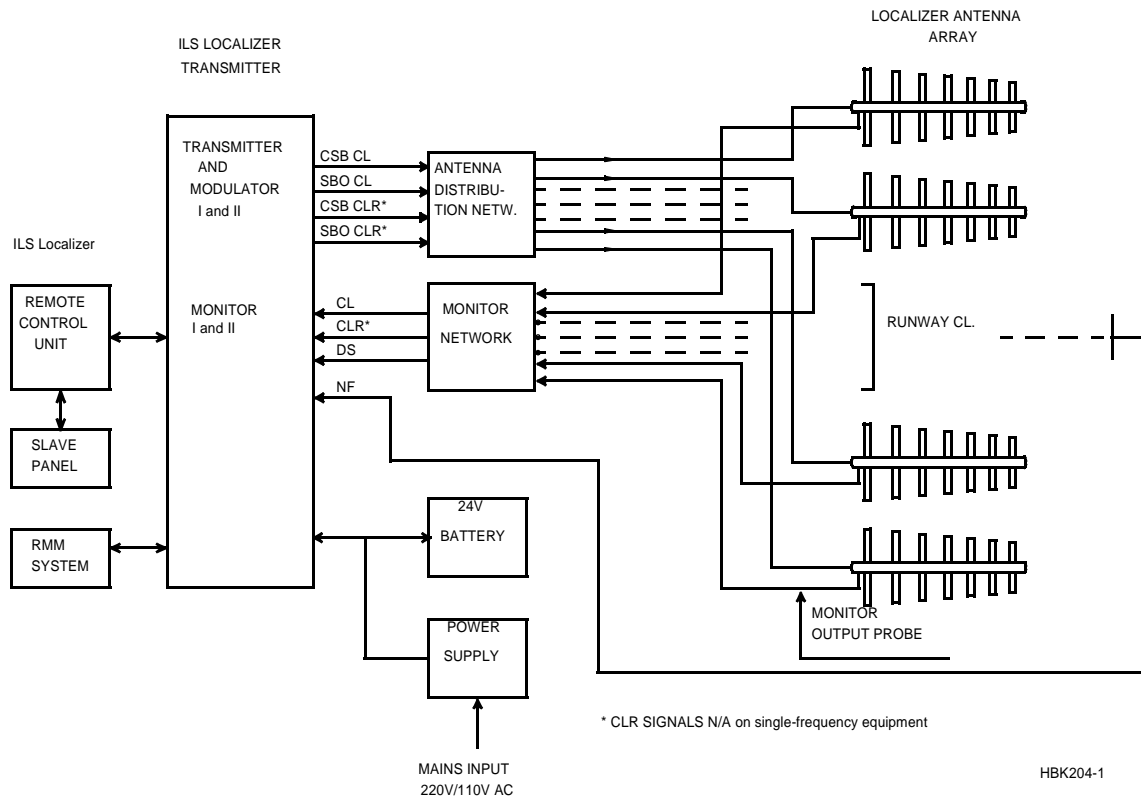 LOCALIZER ANTENNA
ARRAY
ILS LOCALIZER
TRANSMITTER
TRANSMITTER
AND
MODULATOR
I and II
CSB CL
SBO CL
CSB CLR*
SBO CLR*
ANTENNA
DISTRIBU-
TION NETW.
ILS Localizer
REMOTE
CONTROL
UNIT
MONITOR
I and II
CL
CLR*
DS
NF
MONITOR
NETWORK
RUNWAY CL.
SLAVE
PANEL
RMM
SYSTEM
24V
BATTERY
POWER
SUPPLY
MONITOR
OUTPUT PROBE
* CLR SIGNALS N/A on single-frequency equipment
MAINS INPUT
220V/110V AC
HBK204-1